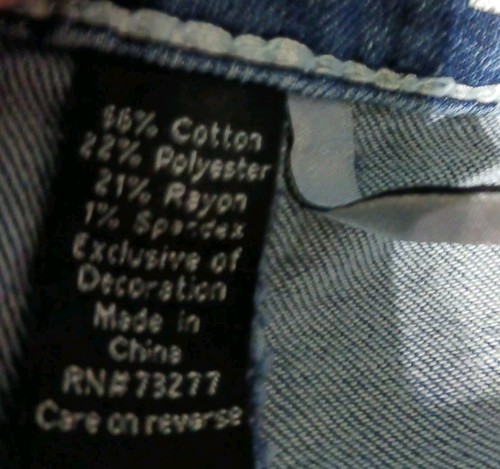 56% Cotton
22% Polyester
21% Rayon
1% Spandex
Exclusive of
Decoration
Made in
China
RN#73277
Care on reverse